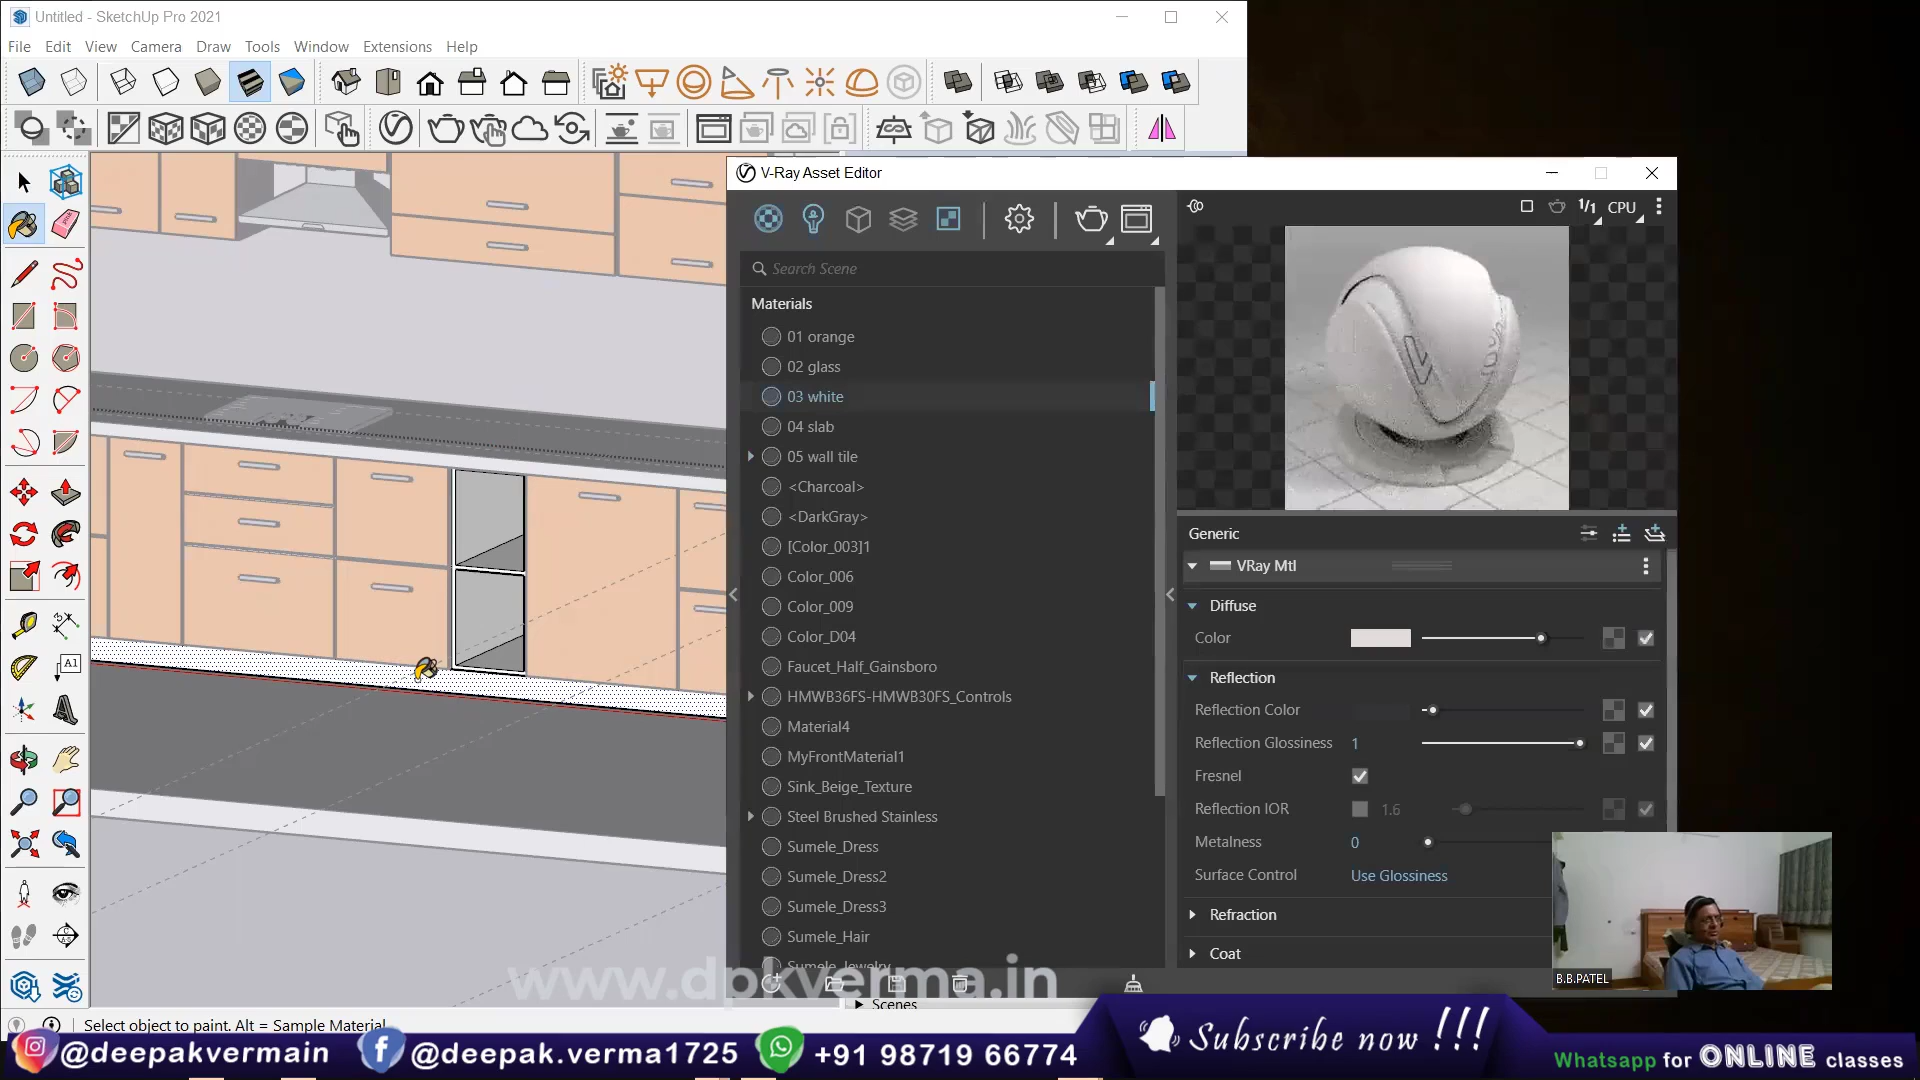 Untitled - SketchUp Pro 2021
File Edit View Camera Draw Tools Window Extensions Help
V-Ray Asset Editor
1/1 CPU
Search Scene
Materials
01 orange
02 glass
03 white
04 slab
05 wall tile
<Charcoal>
<DarkGray>
[Color_003]1
Color_006
Color_009
Color_D04
Faucet_Half_Gainsboro
HMWB36FS-HMWB30FS_Controls
Material4
MyFrontMaterial1
Sink_Beige_Texture
Steel Brushed Stainless
Sumele_Dress
Sumele_Dress2
Sumele_Dress3
Sumele_Hair
Sumele_Jewelry
Generic
VRay Mtl
Diffuse
Color
Reflection
Reflection Color
Reflection Glossiness 1
Fresnel
Reflection IOR 1.6
Metalness 0
Surface Control Use Glossiness
Refraction
Coat
B.B.PATEL
www.dpkverma.in
Scenes
Select object to paint. Alt = Sample Material
@deepakvermain @deepak.verma1725 +91 98719 66774
Subscribe now !!!
Whatsapp for ONLINE classes